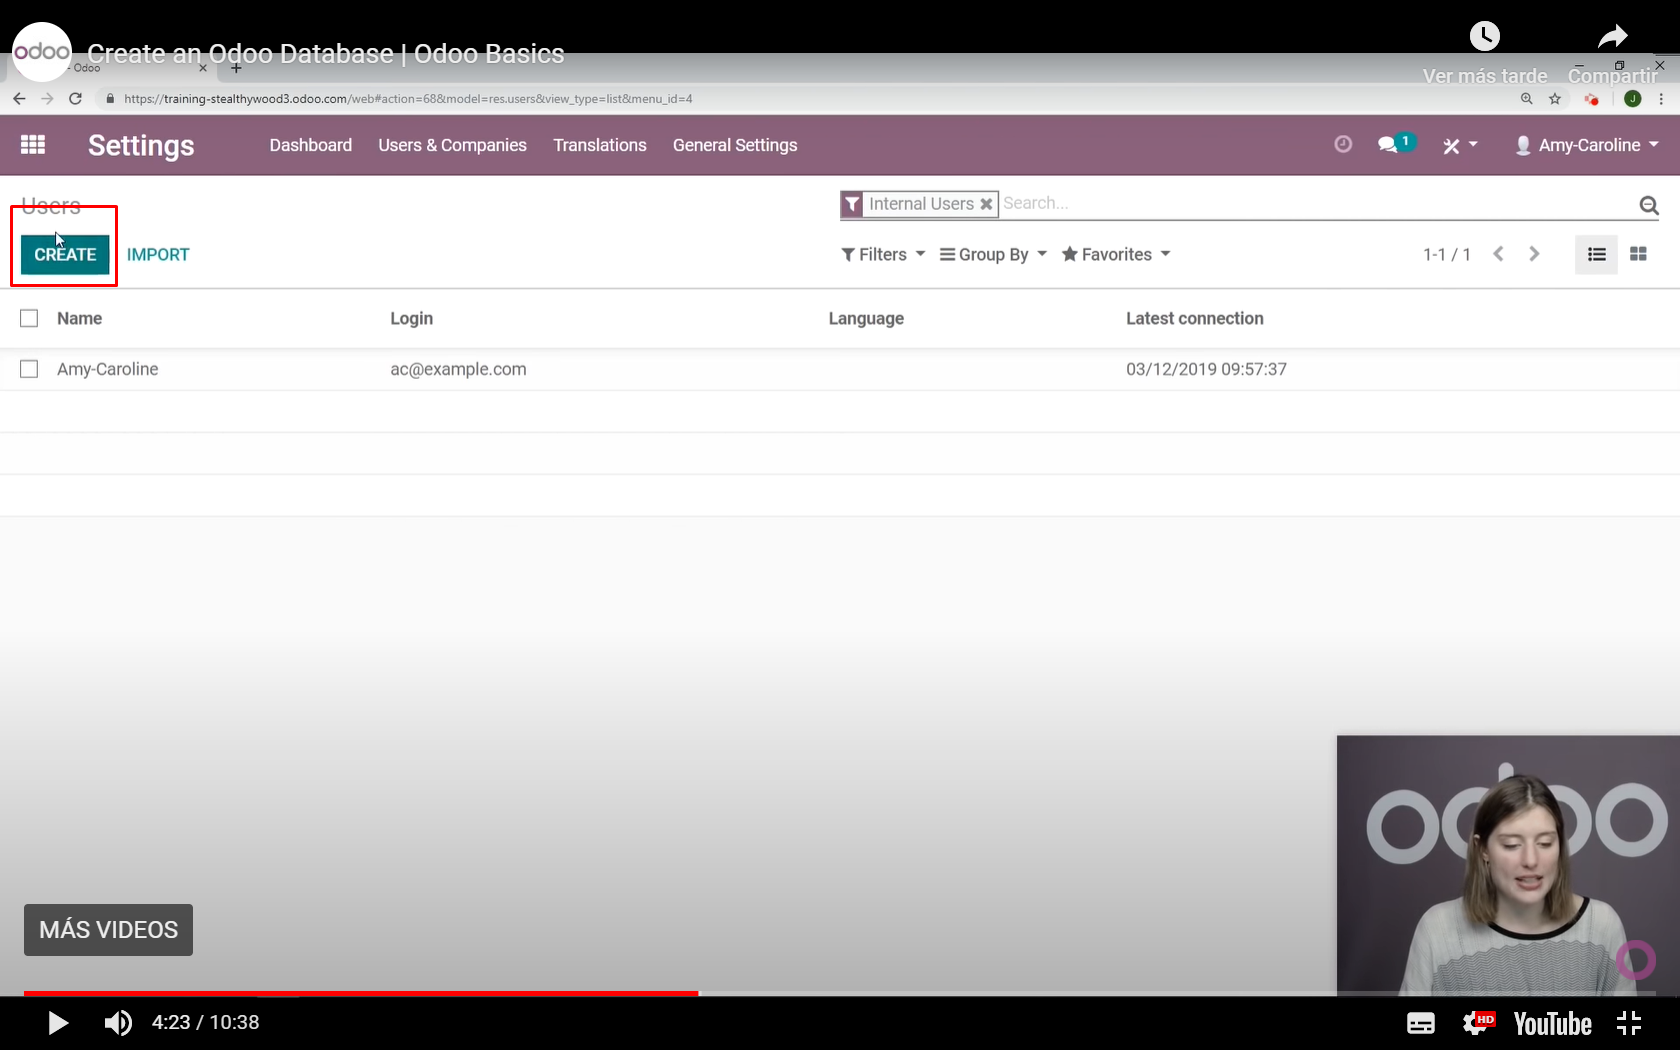 odoo
Create an Odoo Database | Odoo Basics
Ver más tarde
Compartir
- Odoo
https://training-stealthywood3.odoo.com/web#action=68&model=res.users&view_type=list&menu_id=4
J
Settings
Dashboard
Users & Companies
Translations
General Settings
1
Amy-Caroline
Users
Internal Users
Search...
CREATE
IMPORT
Filters
Group By
Favorites
1-1 / 1
Name
Login
Language
Latest connection
Amy-Caroline
ac@example.com
03/12/2019 09:57:37
odoo
MÁS VIDEOS
4:23 / 10:38
HD
YouTube